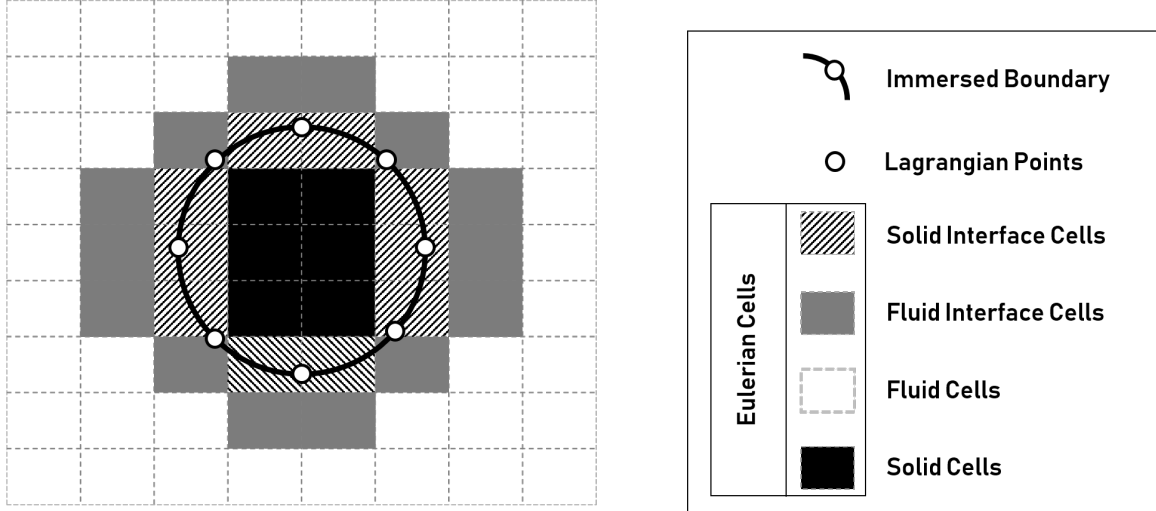 Immersed Boundary
Lagrangian Points
Eulerian Cells
Solid Interface Cells
Fluid Interface Cells
Fluid Cells
Solid Cells